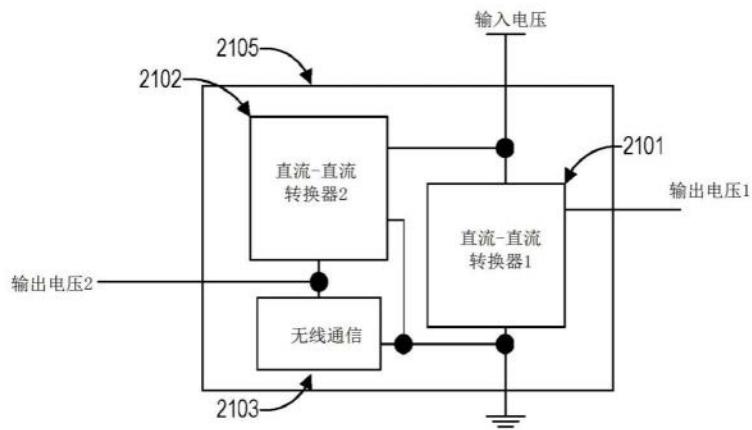 输入电压
2105
2102
2101
直流-直流
转换器2
输出电压1
直流-直流
转换器1
输出电压2
无线通信
2103